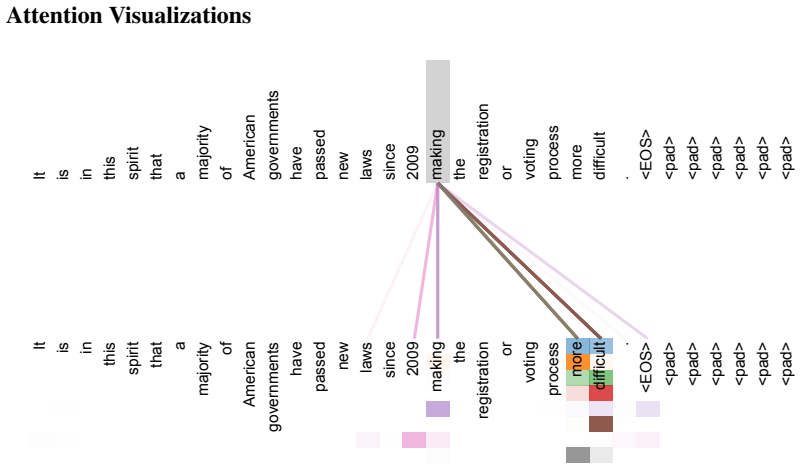 Attention Visualizations
It is in this spirit that a majority of American governments have passed new laws since 2009 making the registration or voting process more difficult . <EOS> <pad> <pad> <pad> <pad> <pad> <pad>
It is in this spirit that a majority of American governments have passed new laws since 2009 making the registration or voting process more difficult . <EOS> <pad> <pad> <pad> <pad> <pad> <pad>